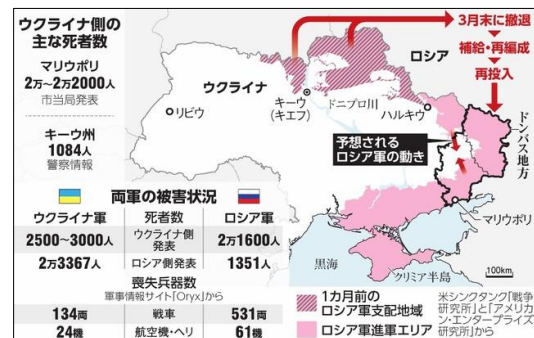 ウクライナ側の
主な死者数
マリウポリ
2万~2万2000人
市当局発表
キーウ州
1084人
警察情報
3月末に撤退
補給・再編成
再投入
ロシア
ウクライナ
リビウ
キーウ
(キエフ)
ドニプロ川
ハルキウ
予想される
ロシア軍の動き
ドンバス地方
マリウポリ
黒海
クリミア半島
100km
両軍の被害状況
ウクライナ軍 死者数 ロシア軍
2500~3000人 ウクライナ側発表 2万1600人
2万3367人 ロシア側発表 1351人
喪失兵器数
軍事情報サイト「Oryx」から
134両 戦車 531両
24機 航空機・ヘリ 61機
1カ月前の
ロシア軍支配地域
ロシア軍進軍エリア
米シンクタンク「戦争
研究所」と「アメリカ
ン・エンタープライズ
研究所」から